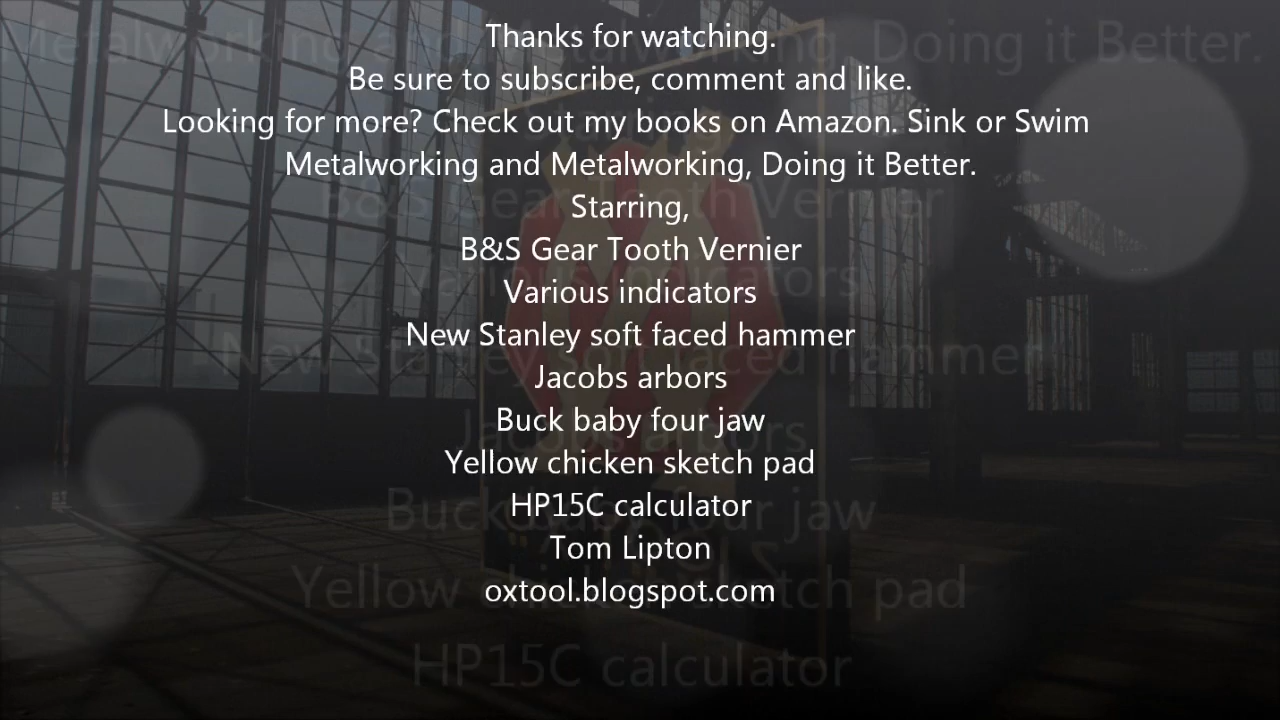 Thanks for watching.
Be sure to subscribe, comment and like.
Looking for more? Check out my books on Amazon. Sink or Swim
Metalworking and Metalworking, Doing it Better.
Starring,
B&S Gear Tooth Vernier
Various indicators
New Stanley soft faced hammer
Jacobs arbors
Buck baby four jaw
Yellow chicken sketch pad
HP15C calculator
Tom Lipton
oxtool.blogspot.com